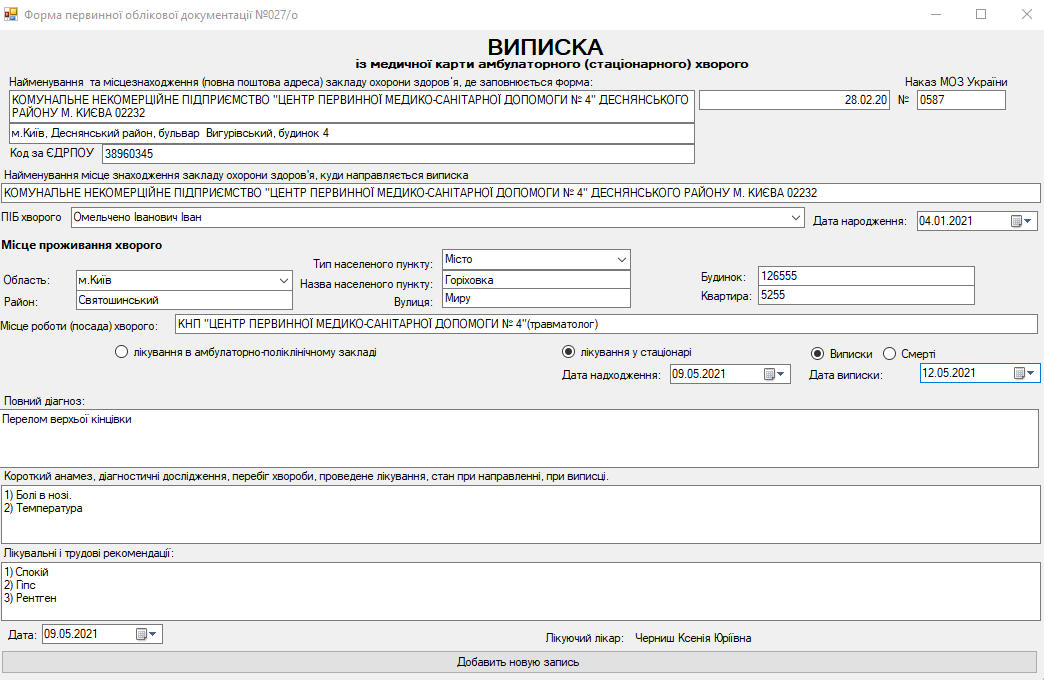 Форма первинної облікової документації №027/о
ВИПИСКА
із медичної карти амбулаторного (стаціонарного) хворого
Найменування та місцезнаходження (повна поштова адреса) закладу охорони здоров'я, де заповнюється форма:
Наказ МОЗ України
КОМУНАЛЬНЕ НЕКОМЕРЦІЙНЕ ПІДПРИЄМСТВО "ЦЕНТР ПЕРВИННОЇ МЕДИКО-САНІТАРНОЇ ДОПОМОГИ № 4" ДЕСНЯНСЬКОГО
РАЙОНУ М. КИЄВА 02232
28.02.20 № 0587
м.Київ, Деснянський район, бульвар Вигурівський, будинок 4
Код за ЄДРПОУ 38960345
Найменування місце знаходження закладу охорони здоров'я, куди направляється виписка
КОМУНАЛЬНЕ НЕКОМЕРЦІЙНЕ ПІДПРИЄМСТВО "ЦЕНТР ПЕРВИННОЇ МЕДИКО-САНІТАРНОЇ ДОПОМОГИ № 4" ДЕСНЯНСЬКОГО РАЙОНУ М. КИЄВА 02232
ПІБ хворого Омельчено Іванович Іван Дата народження: 04.01.2021
Місце проживання хворого
Тип населеного пункту: Місто
Область: м.Київ Назва населеного пункту: Горіховка Будинок: 126555
Район: Святошинський Вулиця: Миру Квартира: 5255
Місце роботи (посада) хворого: КНП "ЦЕНТР ПЕРВИННОЇ МЕДИКО-САНІТАРНОЇ ДОПОМОГИ № 4"(травматолог)
лікування в амбулаторно-поліклінічному закладі лікування у стаціонарі Виписки Смерті
Дата надходження: 09.05.2021 Дата виписки: 12.05.2021
Повний діагноз:
Перелом верхьої кінцівки
Короткий анамез, діагностичні дослідження, перебіг хвороби, проведене лікування, стан при направленні, при виписці.
1) Болі в нозі.
2) Температура
Лікувальні і трудові рекомендації:
1) Спокій
2) Гіпс
3) Рентген
Дата: 09.05.2021 Лікуючий лікар: Черниш Ксенія Юріївна
Добавить новую запись